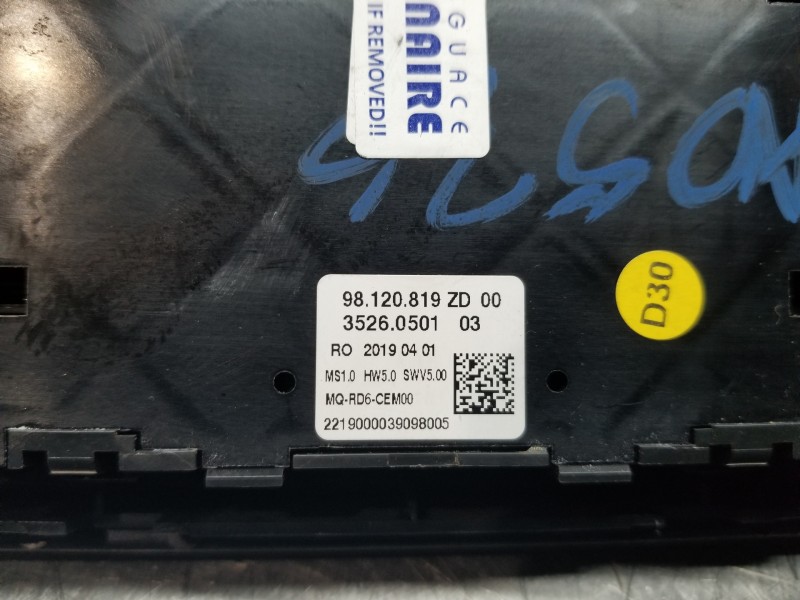 GUACE
NAIRE
IF REMOVED!!
98.120.819 ZD 00
3526.0501 03
RO 2019 04 01
MS1.0 HW5.0 SWV5.00
MQ-RD6-CEM00
2219000039098005
D30